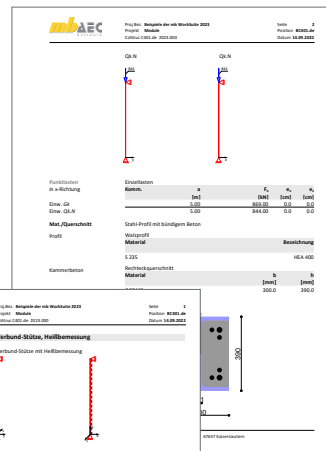 mbAEC
Software
Proj.Bez. Beispiele der mb WorkSuite 2023
Projekt Module
CoStruc C401.de 2023.000
Seite 2
Position BC401.de
Datum 14.09.2022
Qk.N Qk.N
Punktlasten
in x-Richtung
Einzellasten
Komm. a Fx ey ez
[m] [kN] [cm] [cm]
Einw. Gk 5.00 869.00 0.0 0.0
Einw. Qk.N 5.00 844.00 0.0 0.0
Mat./Querschnitt Stahl-Profil mit bündigem Beton
Profil Walzprofil
Material Bezeichnung
S 235 HEA 400
Kammerbeton Rechteckquerschnitt
Material b h
[mm] [mm]
300.0 390.0
390
67657 Kaiserslautern
Proj.Bez. Beispiele der mb WorkSuite 2023
Projekt Module
CoStruc C401.de 2023.000
Seite 1
Position BC401.de
Datum 14.09.2022
Verbund-Stütze, Heißbemessung
Verbund-Stütze mit Heißbemessung